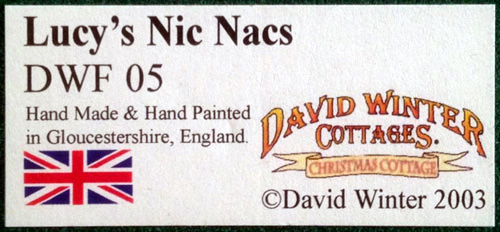 Lucy's Nic Nacs
DWF 05
Hand Made & Hand Painted
in Gloucestershire, England.
DAVID WINTER
COTTAGES.
CHRISTMAS COTTAGE
©David Winter 2003